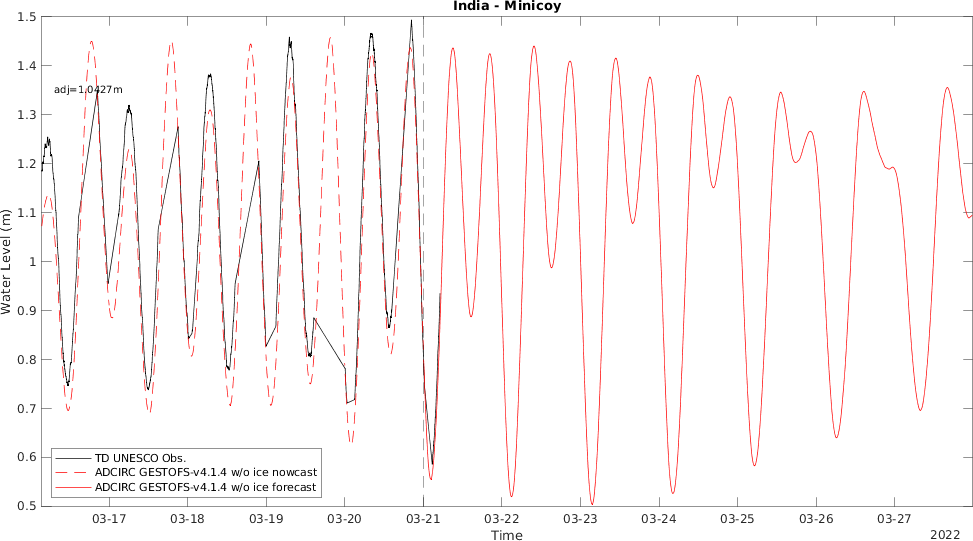 India - Minicoy
1.5
1.4
1.3
1.2
1.1
1
0.9
0.8
0.7
0.6
0.5
Water Level (m)
adj=1.0427m
TD UNESCO Obs.
ADCIRC GESTOFS-v4.1.4 w/o ice nowcast
ADCIRC GESTOFS-v4.1.4 w/o ice forecast
03-17 03-18 03-19 03-20 03-21 03-22 03-23 03-24 03-25 03-26 03-27
Time
2022